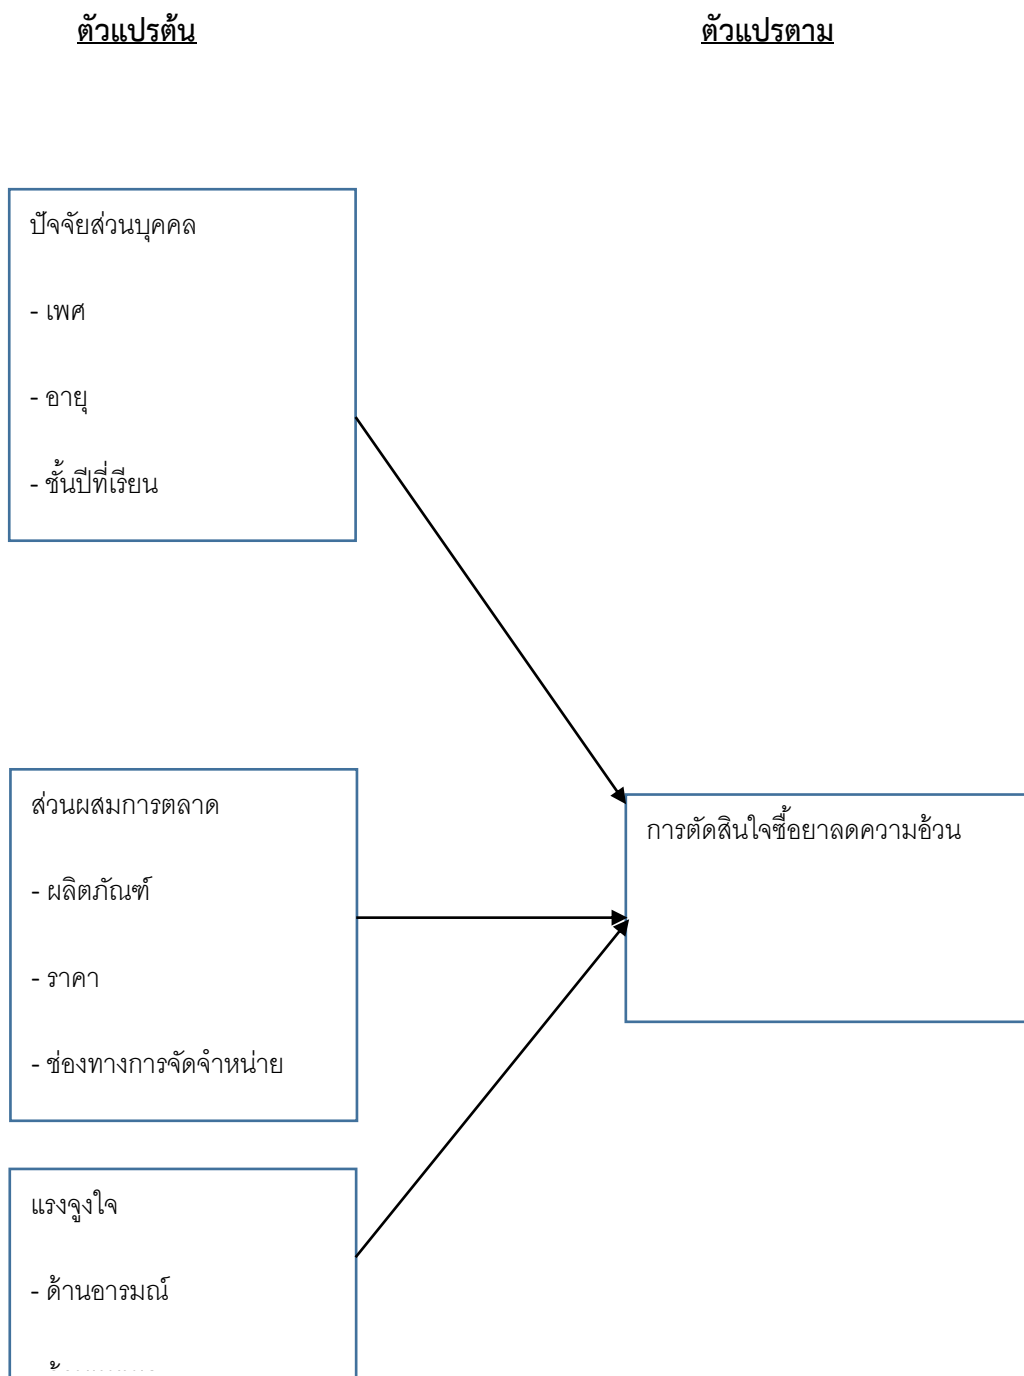 ตัวแปรต้น
ตัวแปรตาม
ปัจจัยส่วนบุคคล
- เพศ
- อายุ
- ชั้นปีที่เรียน
ส่วนผสมการตลาด
- ผลิตภัณฑ์
- ราคา
- ช่องทางการจัดจำหน่าย
การตัดสินใจซื้อยาลดความอ้วน
แรงจูงใจ
- ด้านอารมณ์